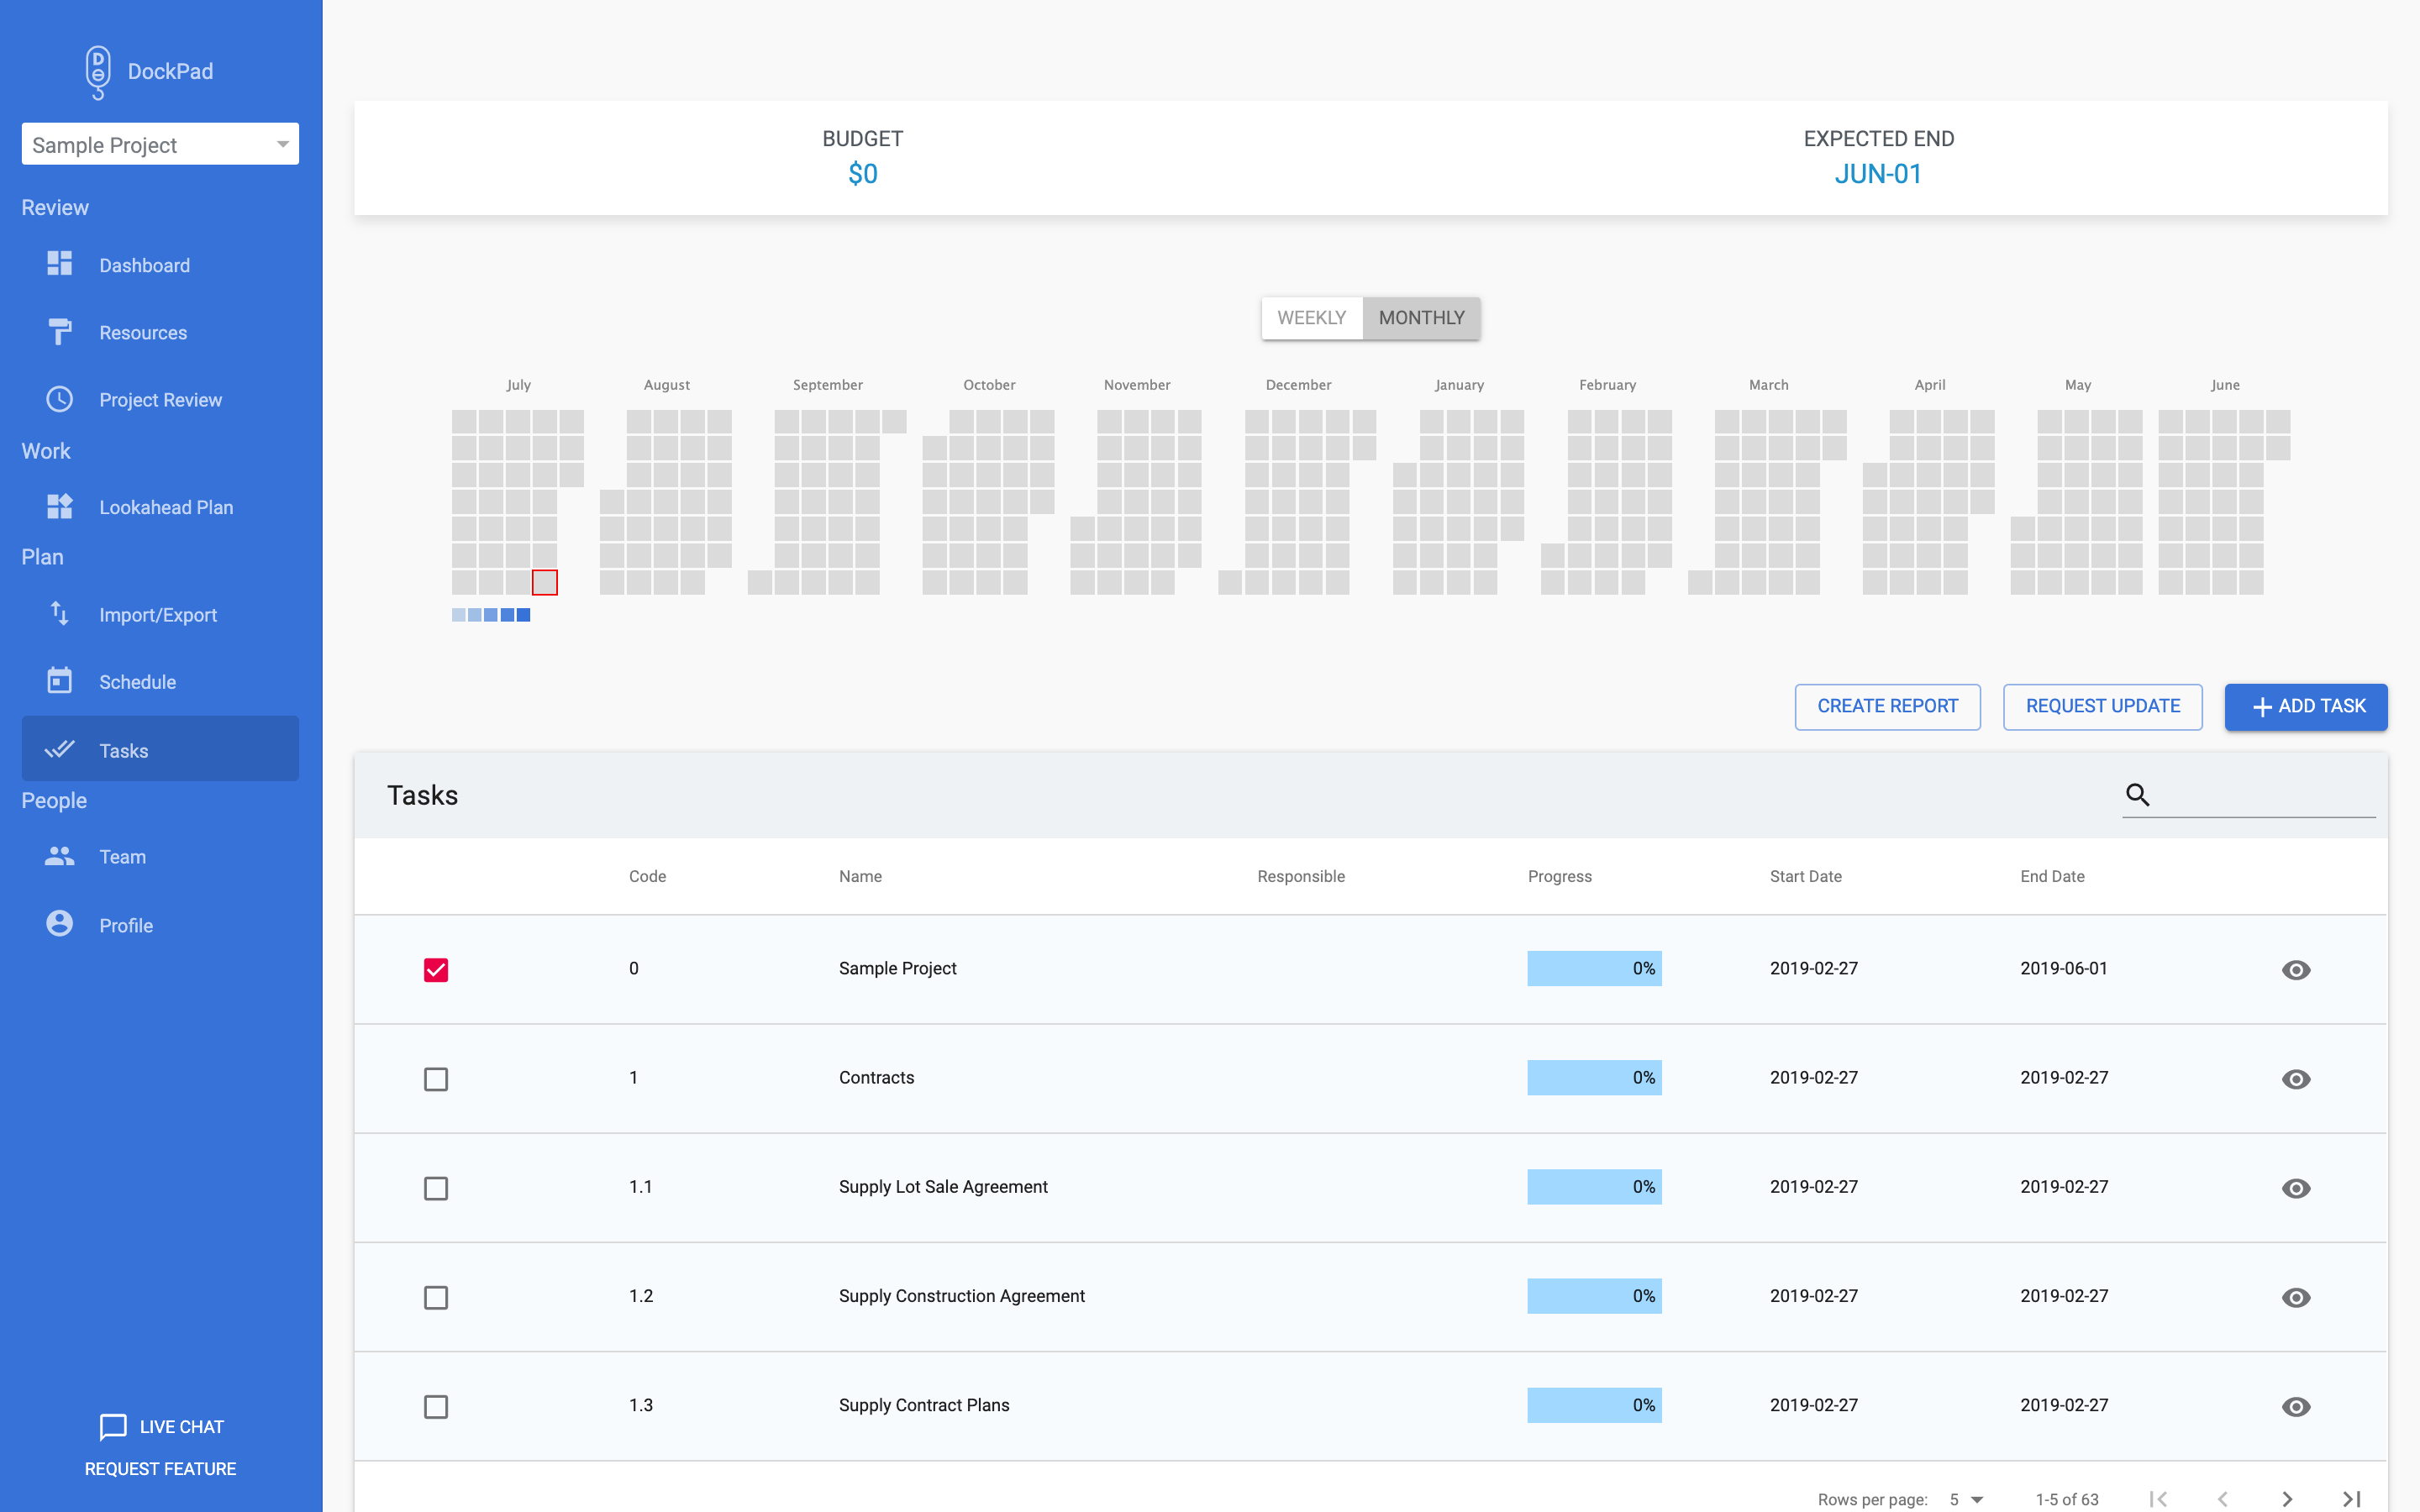 DockPad
Sample Project
Review
Dashboard
Resources
Project Review
Work
Lookahead Plan
Plan
Import/Export
Schedule
Tasks
People
Team
Profile
LIVE CHAT
REQUEST FEATURE
BUDGET
$0
EXPECTED END
JUN-01
WEEKLY MONTHLY
July August September October November December January February March April May June
CREATE REPORT REQUEST UPDATE ADD TASK
Tasks
Code Name Responsible Progress Start Date End Date
0 Sample Project 0% 2019-02-27 2019-06-01
1 Contracts 0% 2019-02-27 2019-02-27
1.1 Supply Lot Sale Agreement 0% 2019-02-27 2019-02-27
1.2 Supply Construction Agreement 0% 2019-02-27 2019-02-27
1.3 Supply Contract Plans 0% 2019-02-27 2019-02-27
Rows per page: 5 1-5 of 63